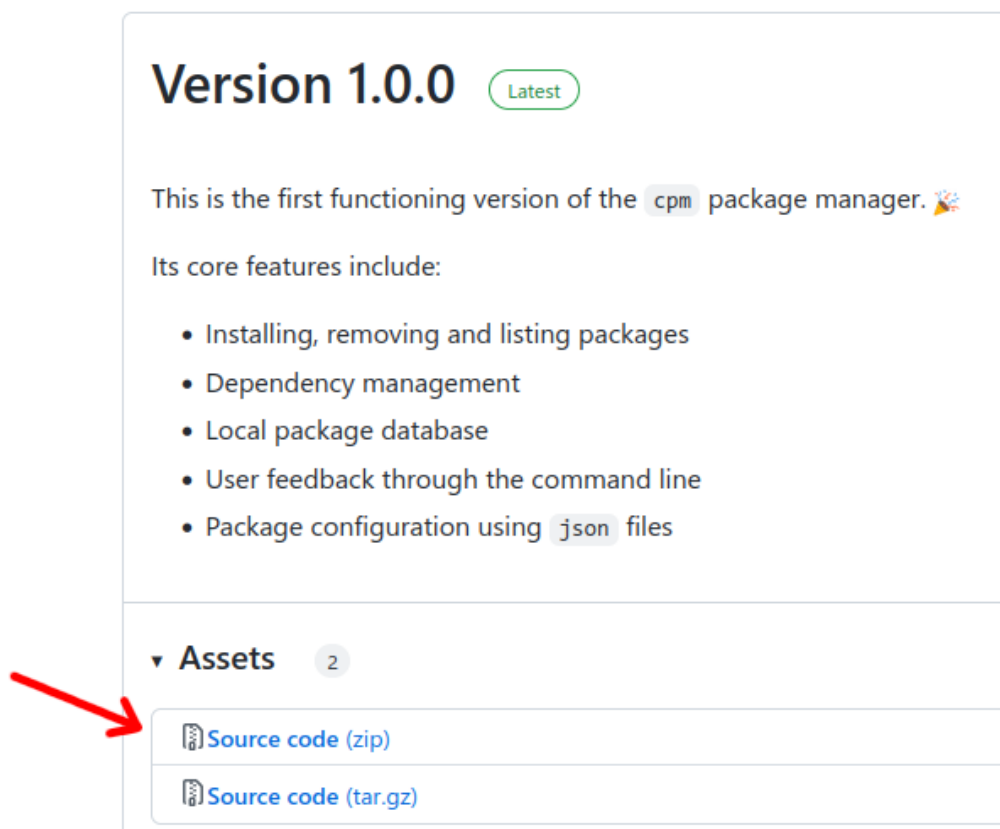 Version 1.0.0 Latest
This is the first functioning version of the cpm package manager. 🎉
Its core features include:
• Installing, removing and listing packages
• Dependency management
• Local package database
• User feedback through the command line
• Package configuration using json files
▾ Assets 2
Source code (zip)
Source code (tar.gz)